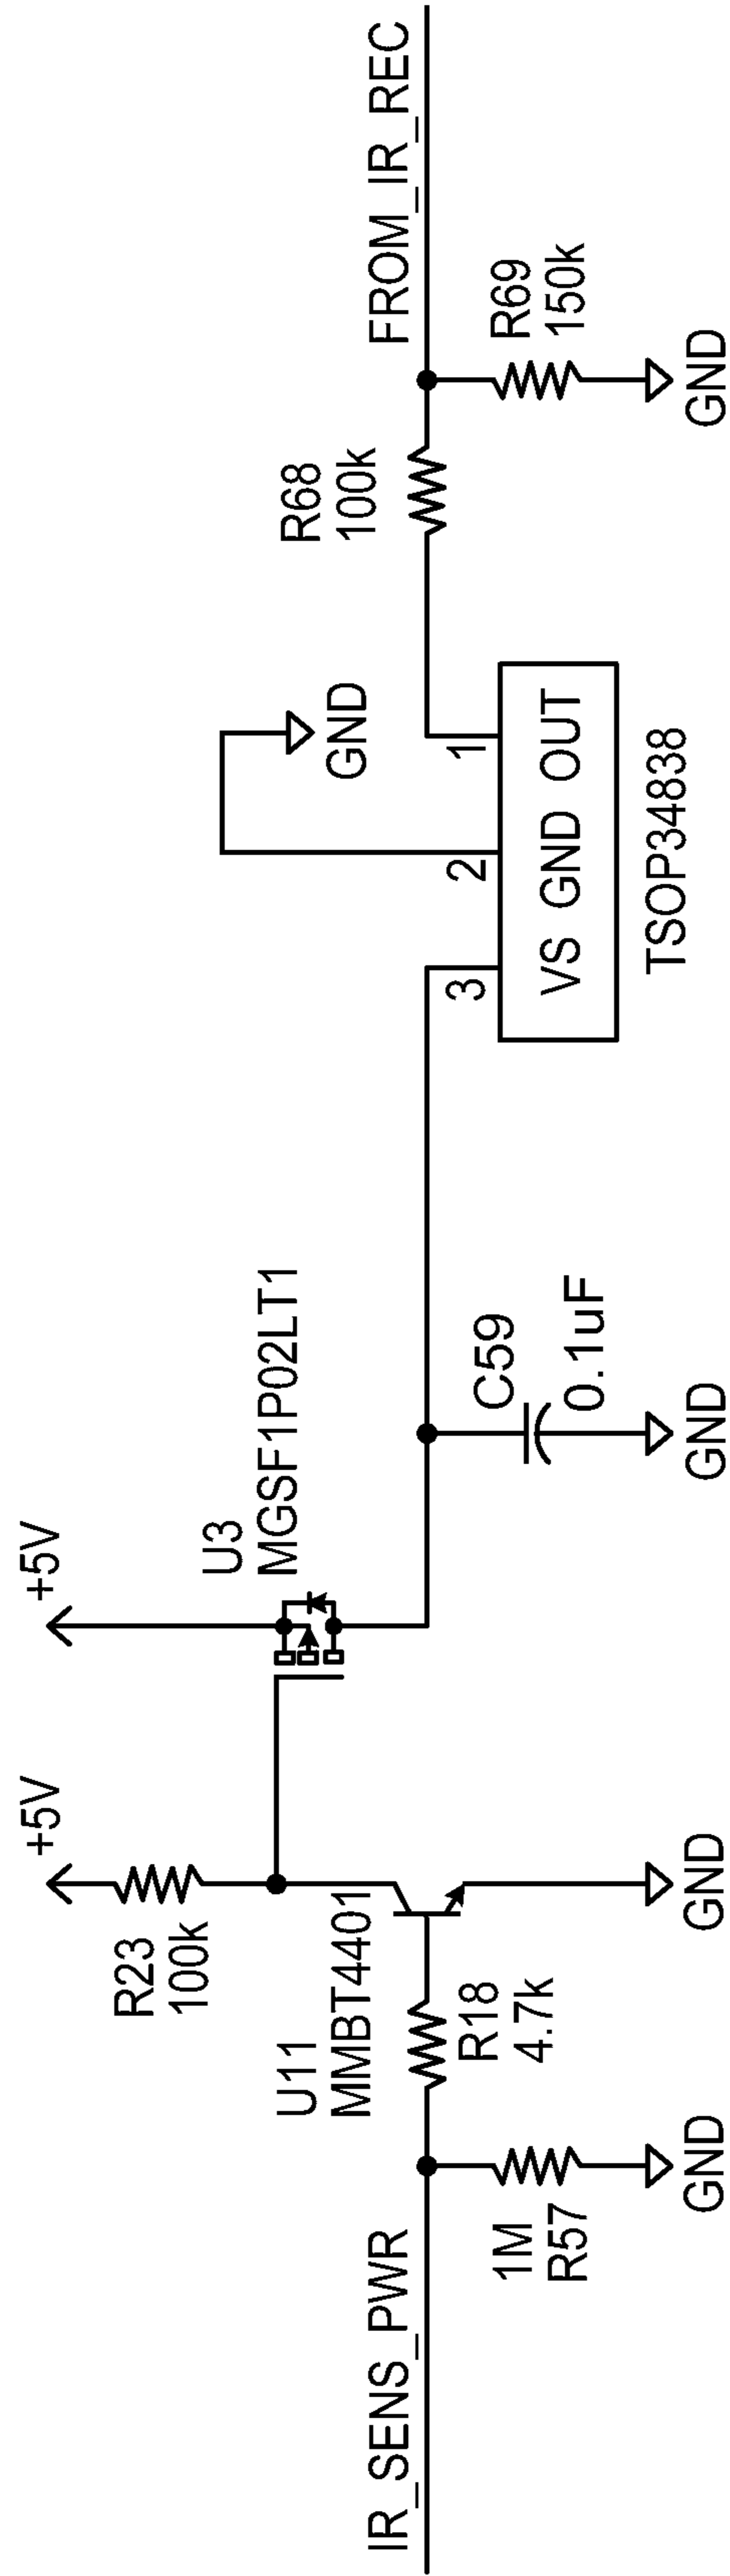 IR_SENS_PWR
1M
R57
GND
R18
4.7k
U11
MMBT4401
R23
100k
+5V
GND
+5V
U3
MGSF1P02LT1
C59
0.1uF
GND
3
2
1
VS GND OUT
TSOP34838
GND
R68
100k
R69
150k
GND
FROM_IR_REC